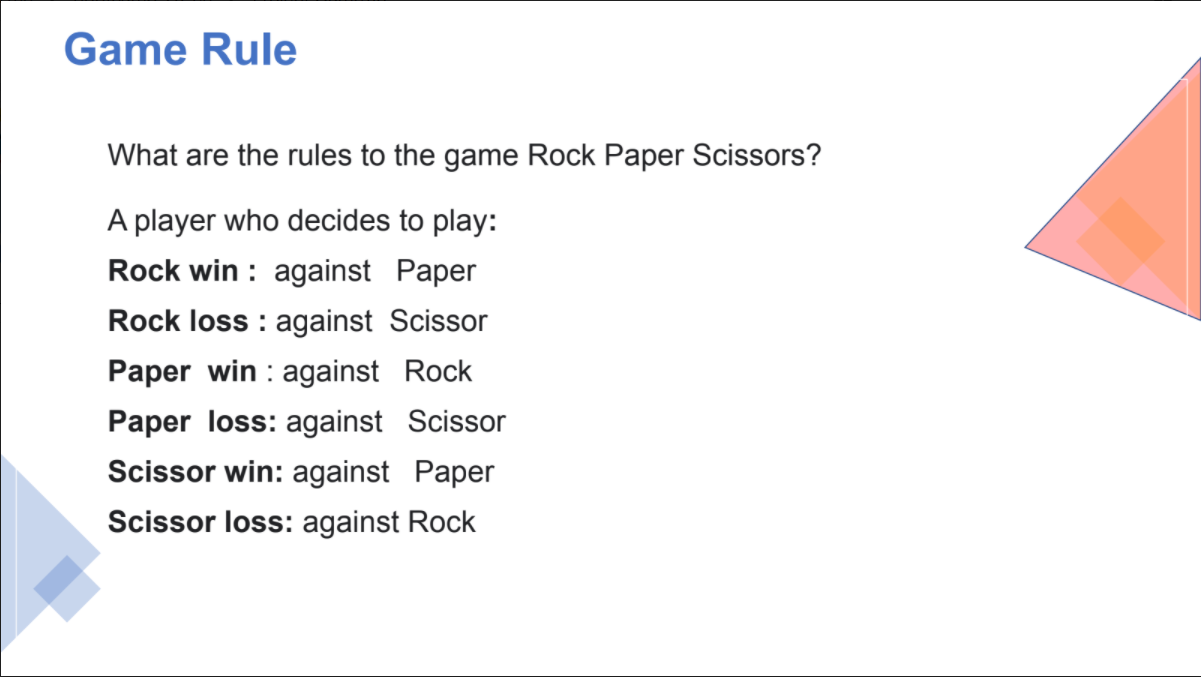 Game Rule
What are the rules to the game Rock Paper Scissors?
A player who decides to play:
Rock win : against Paper
Rock loss : against Scissor
Paper win : against Rock
Paper loss: against Scissor
Scissor win: against Paper
Scissor loss: against Rock